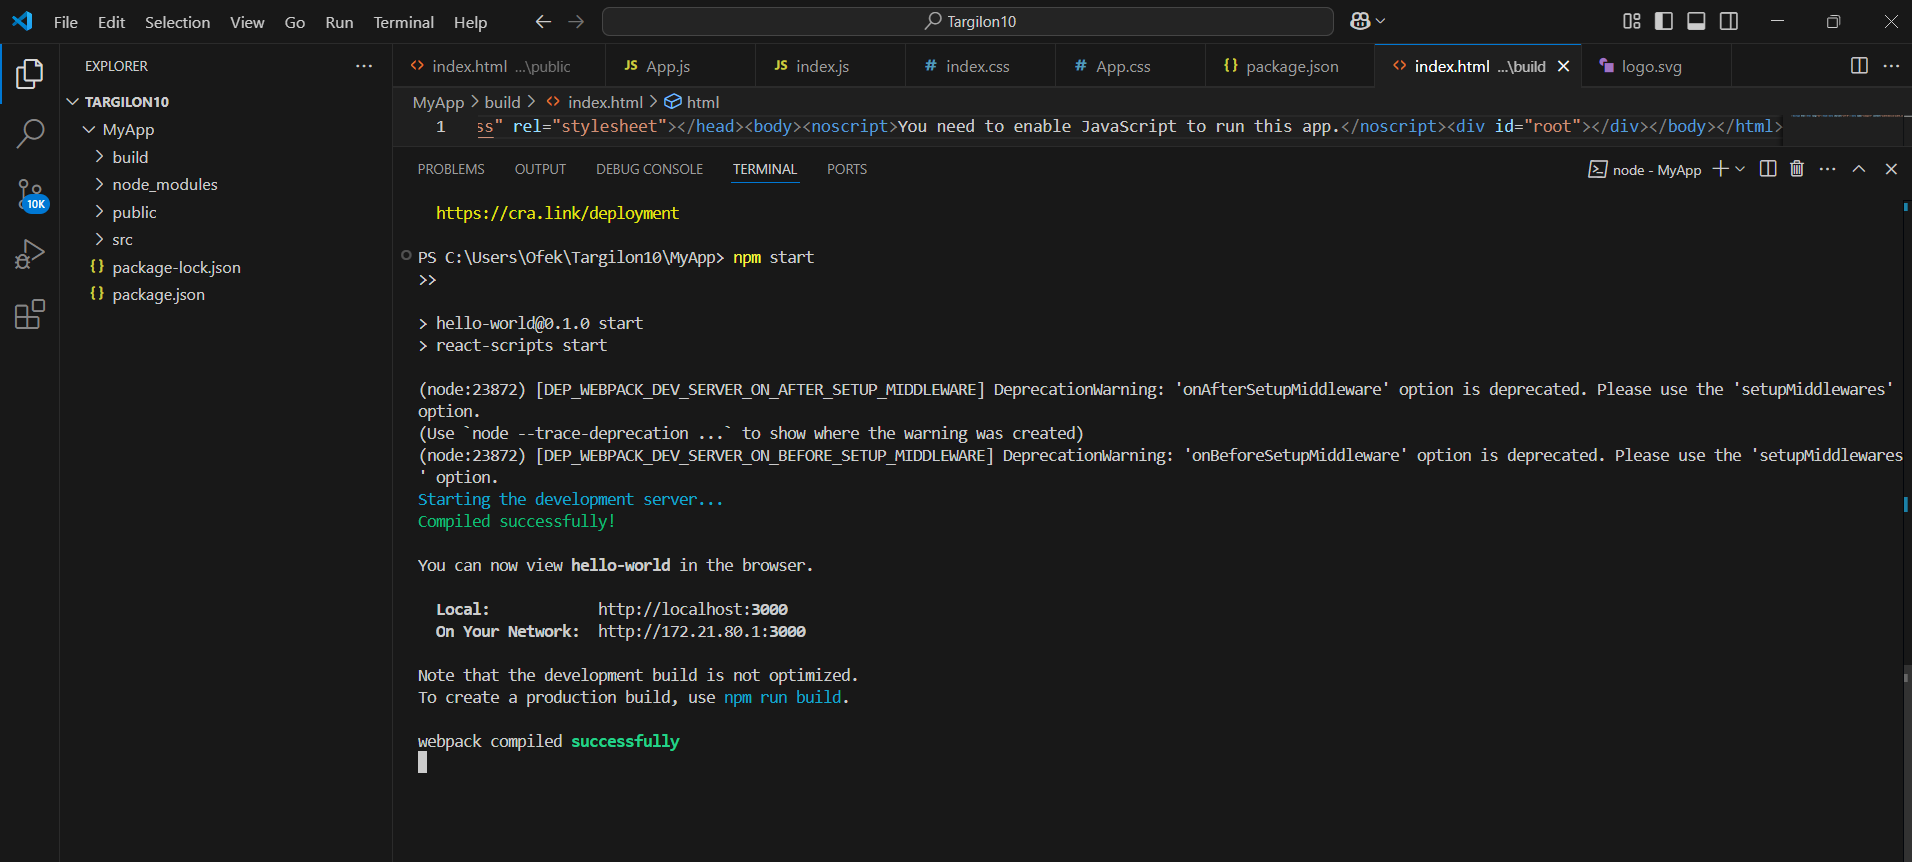 File Edit Selection View Go Run Terminal Help
Targilon10
EXPLORER
TARGILON10
MyApp
build
node_modules
public
src
package-lock.json
package.json
10K
index.html ...\public
App.js
index.js
index.css
App.css
package.json
index.html ...\build
logo.svg
MyApp > build > index.html > html
1 ss" rel="stylesheet"></head><body><noscript>You need to enable JavaScript to run this app.</noscript><div id="root"></div></body></html>
PROBLEMS OUTPUT DEBUG CONSOLE TERMINAL PORTS
node - MyApp
https://cra.link/deployment
PS C:\Users\Ofek\Targilon10\MyApp> npm start
>>
> hello-world@0.1.0 start
> react-scripts start
(node:23872) [DEP_WEBPACK_DEV_SERVER_ON_AFTER_SETUP_MIDDLEWARE] DeprecationWarning: 'onAfterSetupMiddleware' option is deprecated. Please use the 'setupMiddlewares'
option.
(Use `node --trace-deprecation ...` to show where the warning was created)
(node:23872) [DEP_WEBPACK_DEV_SERVER_ON_BEFORE_SETUP_MIDDLEWARE] DeprecationWarning: 'onBeforeSetupMiddleware' option is deprecated. Please use the 'setupMiddlewares
' option.
Starting the development server...
Compiled successfully!
You can now view hello-world in the browser.
Local: http://localhost:3000
On Your Network: http://172.21.80.1:3000
Note that the development build is not optimized.
To create a production build, use npm run build.
webpack compiled successfully